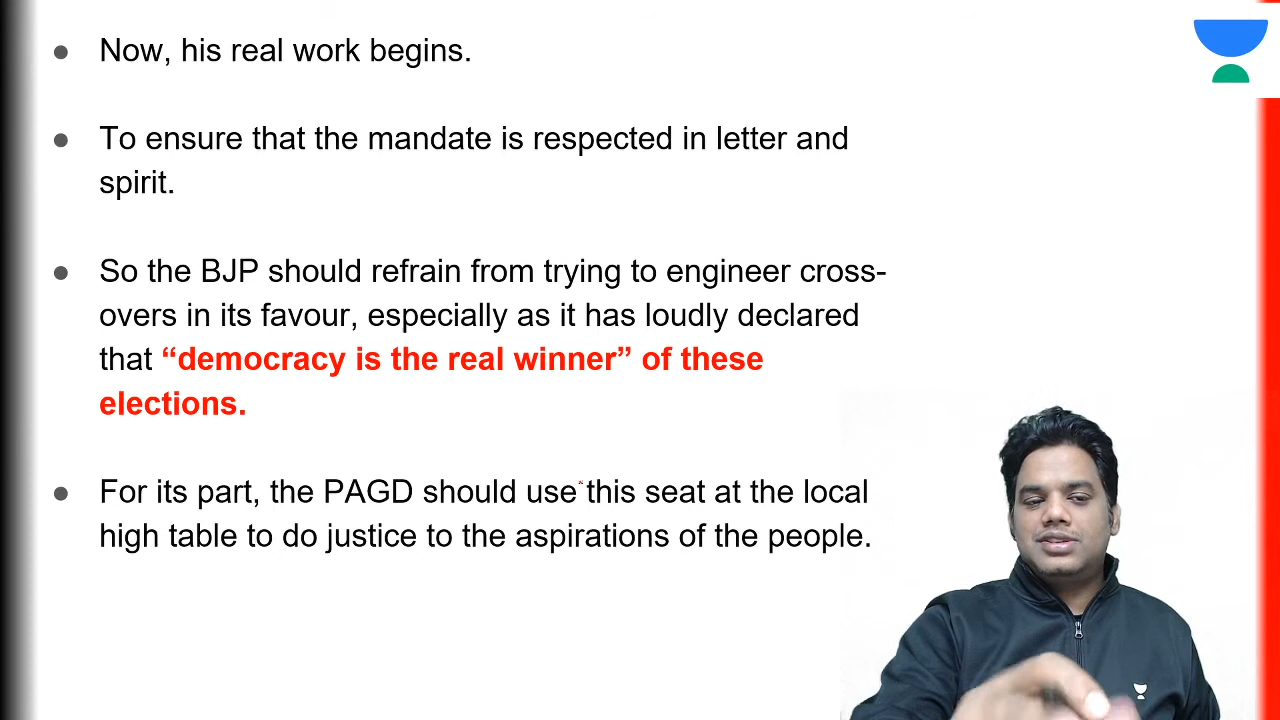 Now, his real work begins.
To ensure that the mandate is respected in letter and
spirit.
So the BJP should refrain from trying to engineer cross-
overs in its favour, especially as it has loudly declared
that “democracy is the real winner” of these
elections.
For its part, the PAGD should use this seat at the local
high table to do justice to the aspirations of the people.